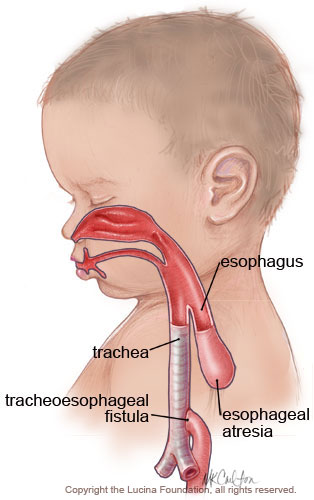 esophagus
trachea
tracheoesophageal
fistula
esophageal
atresia
Copyright the Lucina Foundation, all rights reserved.